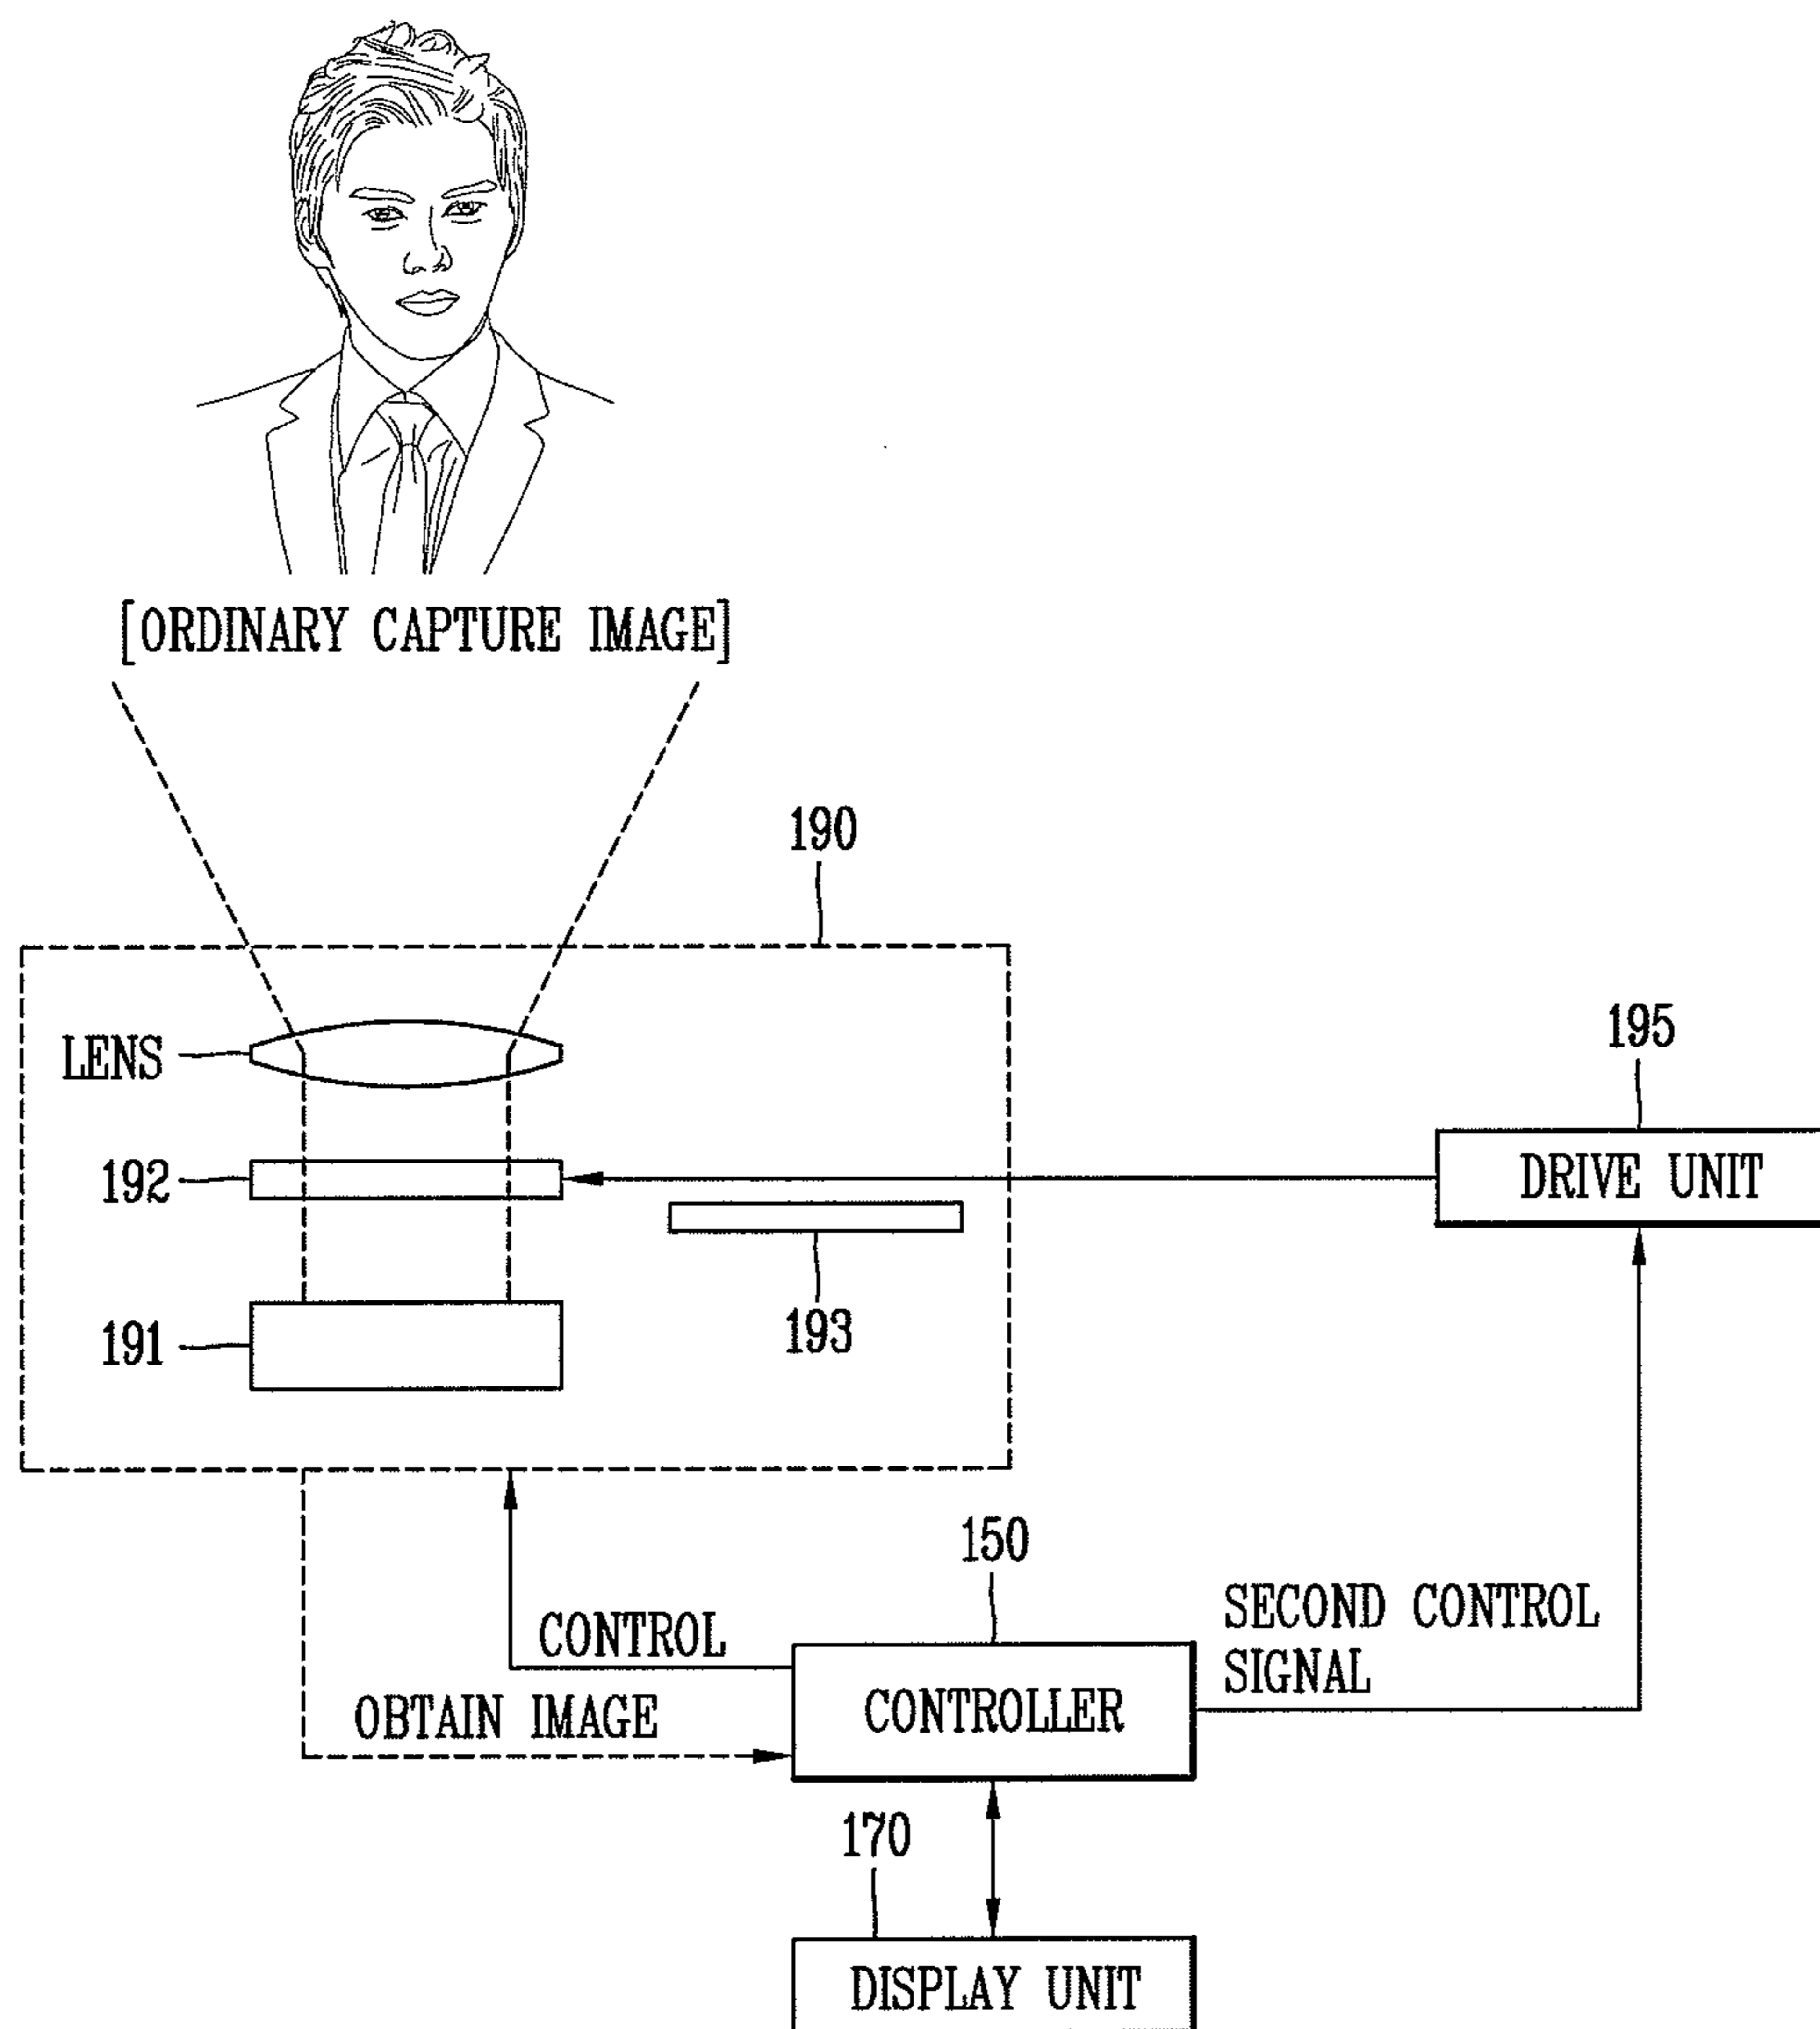 [ORDINARY CAPTURE IMAGE]
190
LENS
195
192
DRIVE UNIT
193
191
150
SECOND CONTROL
SIGNAL
CONTROL
CONTROLLER
OBTAIN IMAGE
170
DISPLAY UNIT